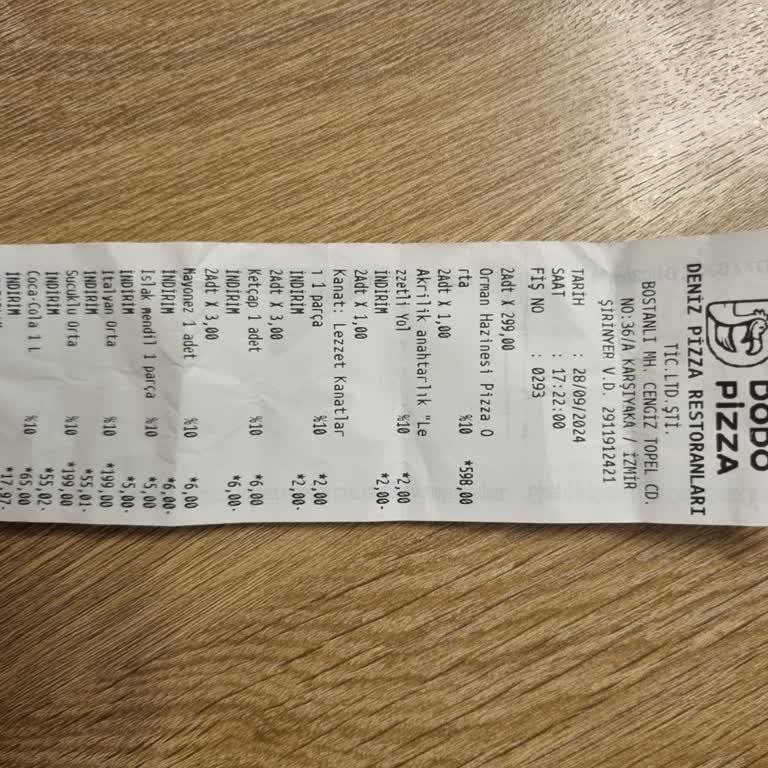 DODO
PİZZA
DENİZ PİZZA RESTORANLARI
TİC.LTD.ŞTİ.
BOSTANLI MH. CENGİZ TOPEL CD.
NO:36/A KARŞIYAKA / İZMİR
ŞİRİNYER V.D. 2911912421
TARİH : 28/09/2024
SAAT : 17:22:00
FİŞ NO : 0293
2Adt X 299,00
Orman Hazinesi Pizza O
rta %10 *598,00
2Adt X 1,00
Akrilik anahtarlık "Le
zzetli Yol %10 *2,00
İNDİRİM *2,00-
2Adt X 1,00
Kanat: Lezzet Kanatlar
ı 1 parça %10 *2,00
İNDİRİM *2,00-
2Adt X 3,00
Ketçap 1 adet %10 *6,00
İNDİRİM *6,00-
2Adt X 3,00
Mayonez 1 adet %10 *6,00
İNDİRİM *6,00-
Islak mendil 1 parça %10 *5,00
İNDİRİM *5,00-
İtalyan Orta %10 *199,00
İNDİRİM *55,01-
Sucuklu Orta %10 *199,00
İNDİRİM *55,02-
Coca-Cola 1 L %10 *65,00
İNDİRİM *17,97-